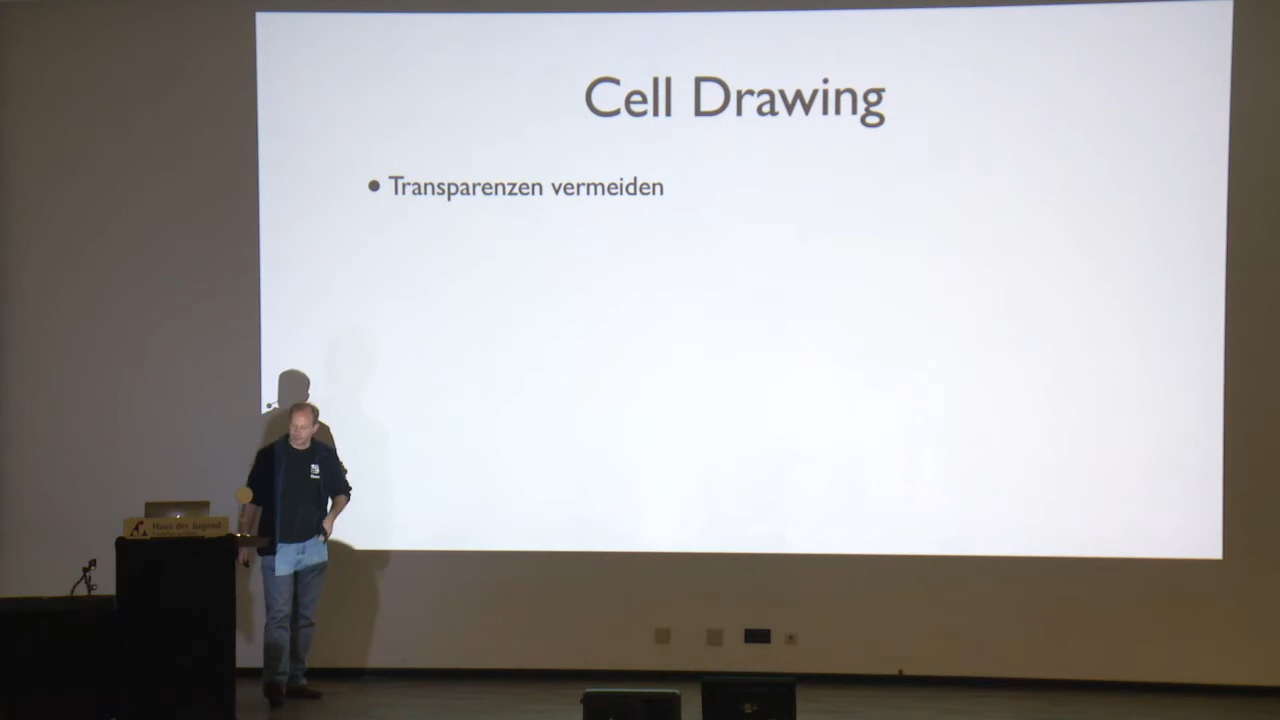 Cell Drawing
• Transparenzen vermeiden
Haus der Jugend